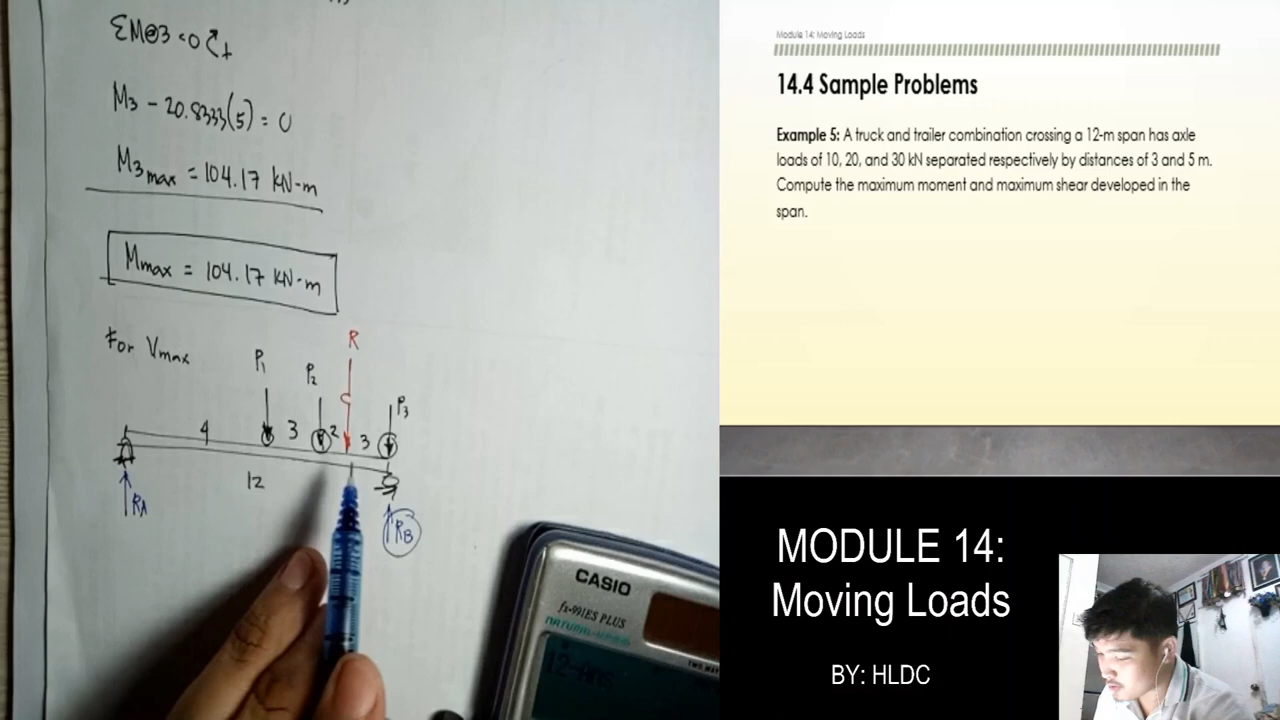 ΣM@3 = 0 +
M3 - 20.8333(5) = 0
M3max = 104.17 KN-m
Mmax = 104.17 KN-m
For Vmax
R
P1
P2
P3
4 3 2 3
12
RA
RB
CASIO
fx-991ES PLUS
NATURAL-V.P.A.M.
12-Ans
Module 14: Moving Loads
14.4 Sample Problems
Example 5: A truck and trailer combination crossing a 12-m span has axle
loads of 10, 20, and 30 kN separated respectively by distances of 3 and 5 m.
Compute the maximum moment and maximum shear developed in the
span.
MODULE 14:
Moving Loads
BY: HLDC